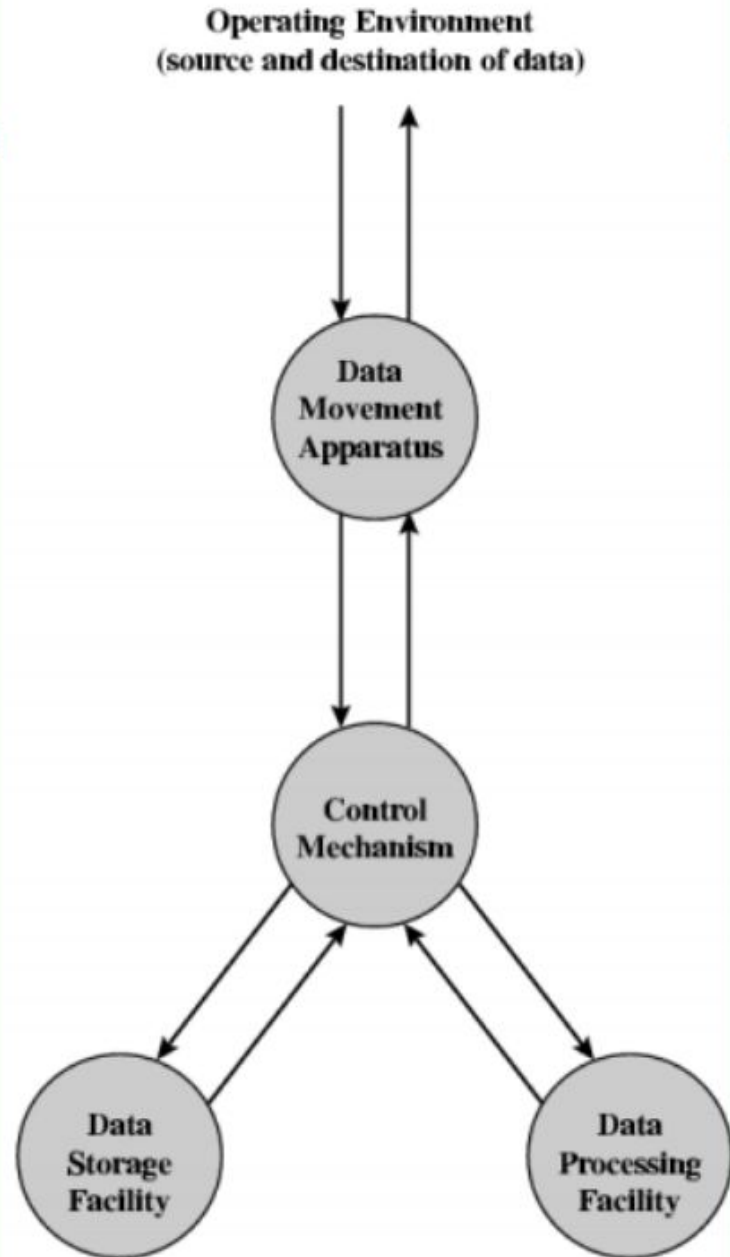 Operating Environment
(source and destination of data)
Data
Movement
Apparatus
Control
Mechanism
Data
Storage
Facility
Data
Processing
Facility